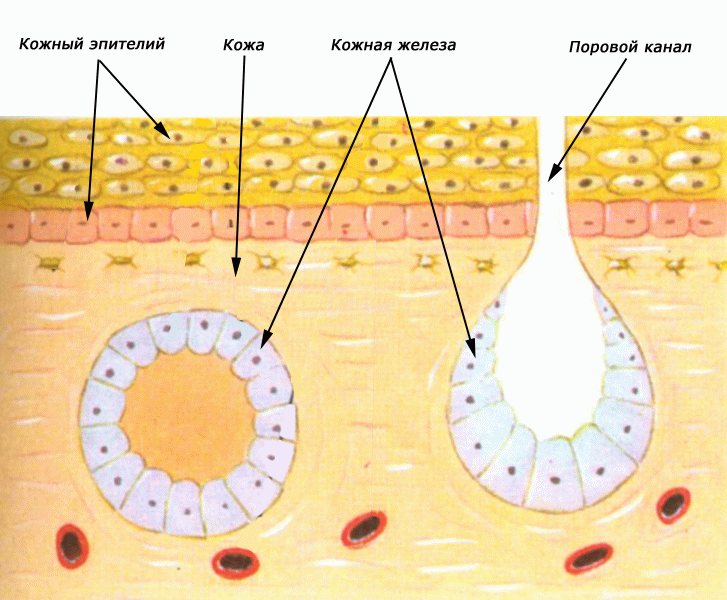 Кожный эпителий
Кожа
Кожная железа
Поровой канал